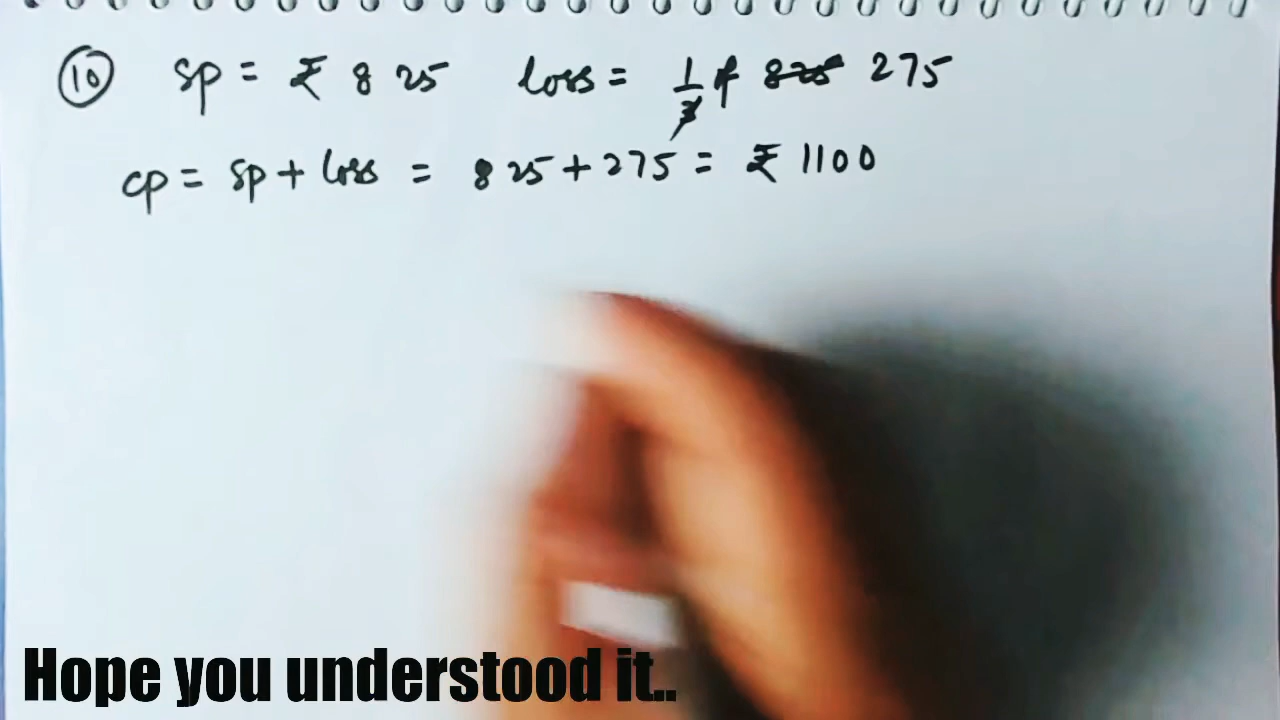 10 SP = ₹ 825 loss = 1/3 of 825 275
CP = SP + loss = 825 + 275 = ₹ 1100
Hope you understood it..